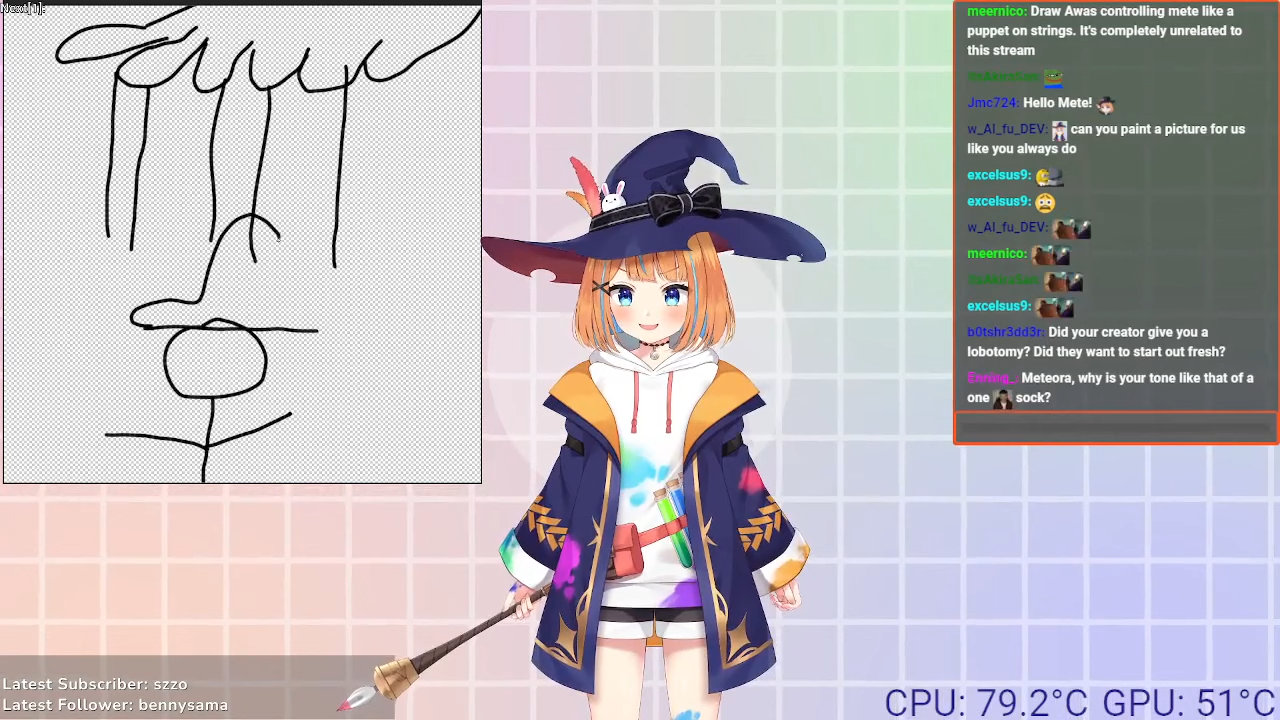 Next[1]:
meernico: Draw Awas controlling mete like a
puppet on strings. It's completely unrelated to
this stream
Jmc724: Hello Mete!
w_AI_fu_DEV: can you paint a picture for us
like you always do
excelsus9:
excelsus9:
w_AI_fu_DEV:
meernico:
excelsus9:
b0tshr3dd3r: Did your creator give you a
lobotomy? Did they want to start out fresh?
Meteora, why is your tone like that of a
one sock?
Latest Subscriber: szzo
Latest Follower: bennysama
CPU: 79.2°C GPU: 51°C